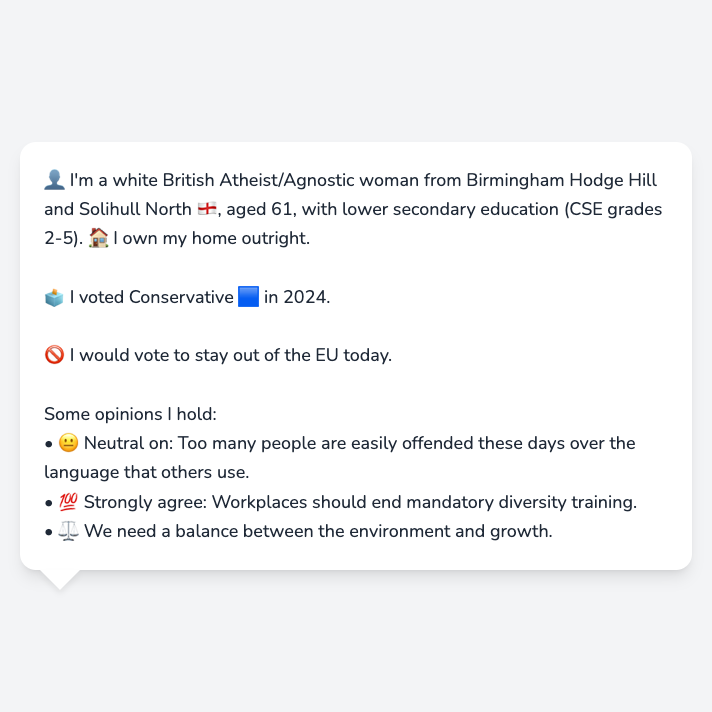 👤 I'm a white British Atheist/Agnostic woman from Birmingham Hodge Hill
and Solihull North 🏴󠁧󠁢󠁥󠁮󠁧󠁿, aged 61, with lower secondary education (CSE grades
2-5). 🏠 I own my home outright.
🗳️ I voted Conservative 🟦 in 2024.
🚫 I would vote to stay out of the EU today.
Some opinions I hold:
• 😐 Neutral on: Too many people are easily offended these days over the
language that others use.
• 💯 Strongly agree: Workplaces should end mandatory diversity training.
• ⚖️ We need a balance between the environment and growth.